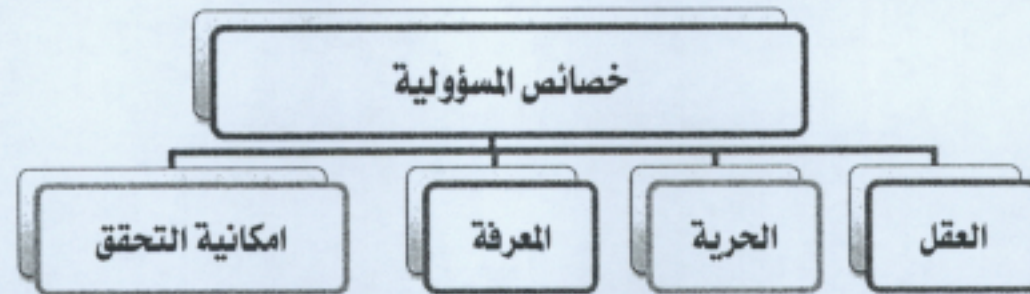 خصائص المسؤولية
العقل
الحرية
المعرفة
امكانية التحقق